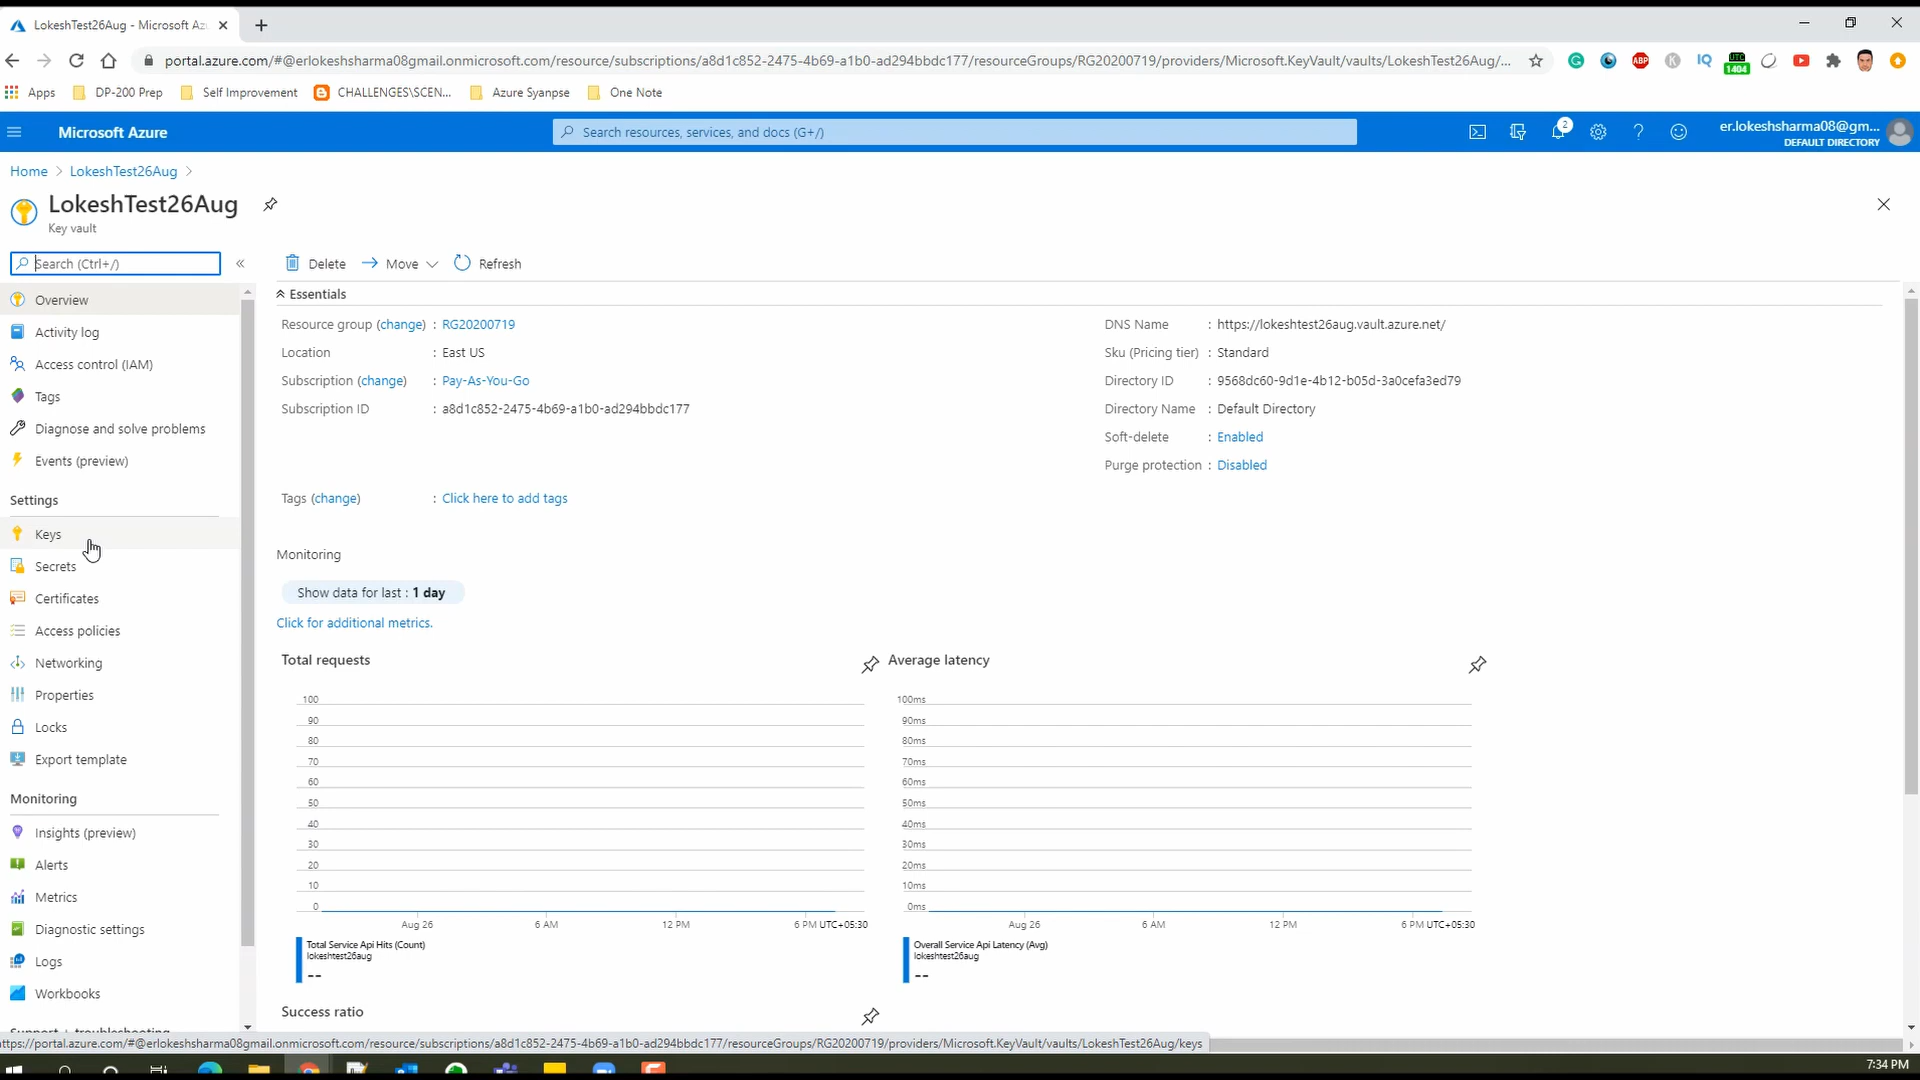 LokeshTest26Aug - Microsoft Az
portal.azure.com/#@erlokeshsharma08gmail.onmicrosoft.com/resource/subscriptions/a8d1c852-2475-4b69-a1b0-ad294bbdc177/resourceGroups/RG20200719/providers/Microsoft.KeyVault/vaults/LokeshTest26Aug/...
ABP
K
IQ
UTC
1404
Apps
DP-200 Prep
Self Improvement
CHALLENGES\SCEN...
Azure Syanpse
One Note
Microsoft Azure
Search resources, services, and docs (G+/)
2
er.lokeshsharma08@gm...
DEFAULT DIRECTORY
Home > LokeshTest26Aug >
LokeshTest26Aug
Key vault
Search (Ctrl+/)
«
Delete
Move
Refresh
Overview
Activity log
Access control (IAM)
Tags
Diagnose and solve problems
Events (preview)
Settings
Keys
Secrets
Certificates
Access policies
Networking
Properties
Locks
Export template
Monitoring
Insights (preview)
Alerts
Metrics
Diagnostic settings
Logs
Workbooks
Support + troubleshooting
Essentials
Resource group (change) : RG20200719
Location : East US
Subscription (change) : Pay-As-You-Go
Subscription ID : a8d1c852-2475-4b69-a1b0-ad294bbdc177
DNS Name : https://lokeshtest26aug.vault.azure.net/
Sku (Pricing tier) : Standard
Directory ID : 9568dc60-9d1e-4b12-b05d-3a0cefa3ed79
Directory Name : Default Directory
Soft-delete : Enabled
Purge protection : Disabled
Tags (change) : Click here to add tags
Monitoring
Show data for last : 1 day
Click for additional metrics.
Total requests
100
90
80
70
60
50
40
30
20
10
0
Aug 26
6 AM
12 PM
6 PM UTC+05:30
Total Service Api Hits (Count)
lokeshtest26aug
--
Average latency
100ms
90ms
80ms
70ms
60ms
50ms
40ms
30ms
20ms
10ms
0ms
Aug 26
6 AM
12 PM
6 PM UTC+05:30
Overall Service Api Latency (Avg)
lokeshtest26aug
--
Success ratio
https://portal.azure.com/#@erlokeshsharma08gmail.onmicrosoft.com/resource/subscriptions/a8d1c852-2475-4b69-a1b0-ad294bbdc177/resourceGroups/RG20200719/providers/Microsoft.KeyVault/vaults/LokeshTest26Aug/keys
7:34 PM